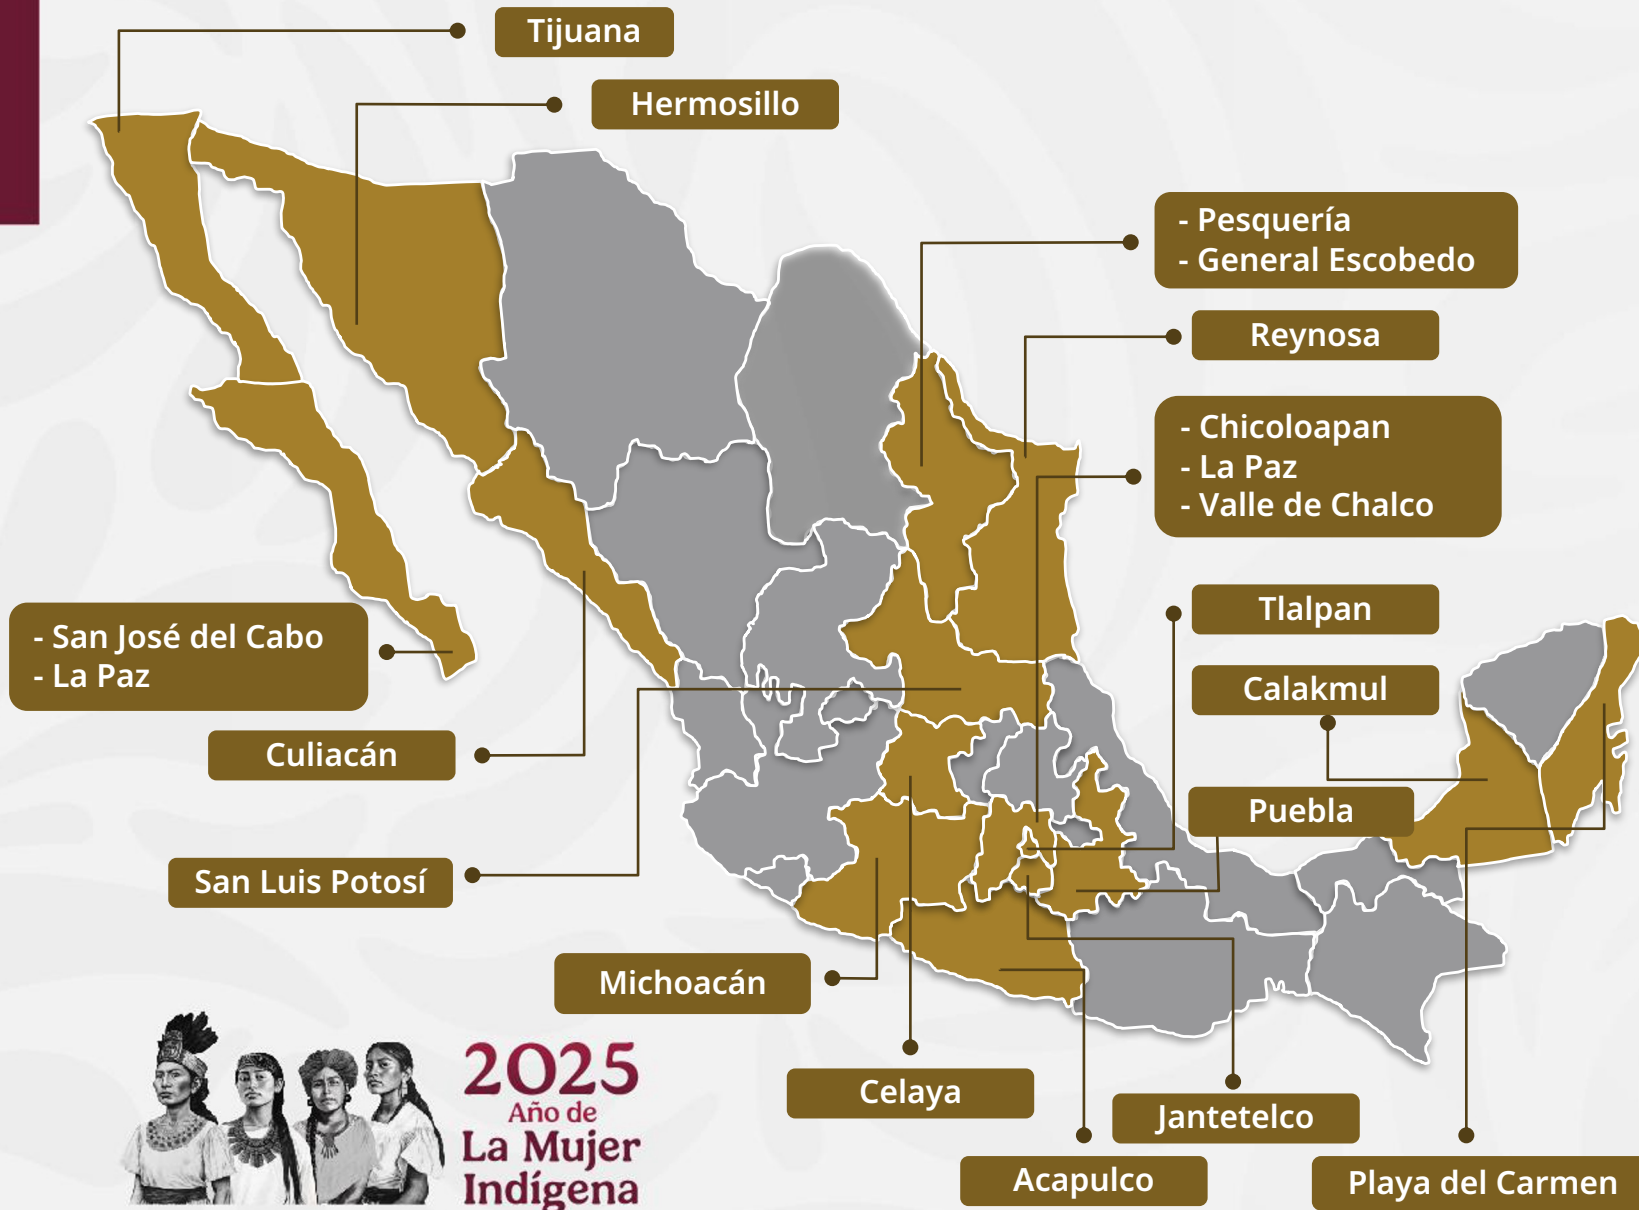 Tijuana
Hermosillo
- Pesquería
- General Escobedo
Reynosa
- Chicoloapan
- La Paz
- Valle de Chalco
Tlalpan
- San José del Cabo
- La Paz
Calakmul
Culiacán
Puebla
San Luis Potosí
Michoacán
Celaya
Jantetelco
Acapulco
Playa del Carmen
2025
Año de
La Mujer
Indígena